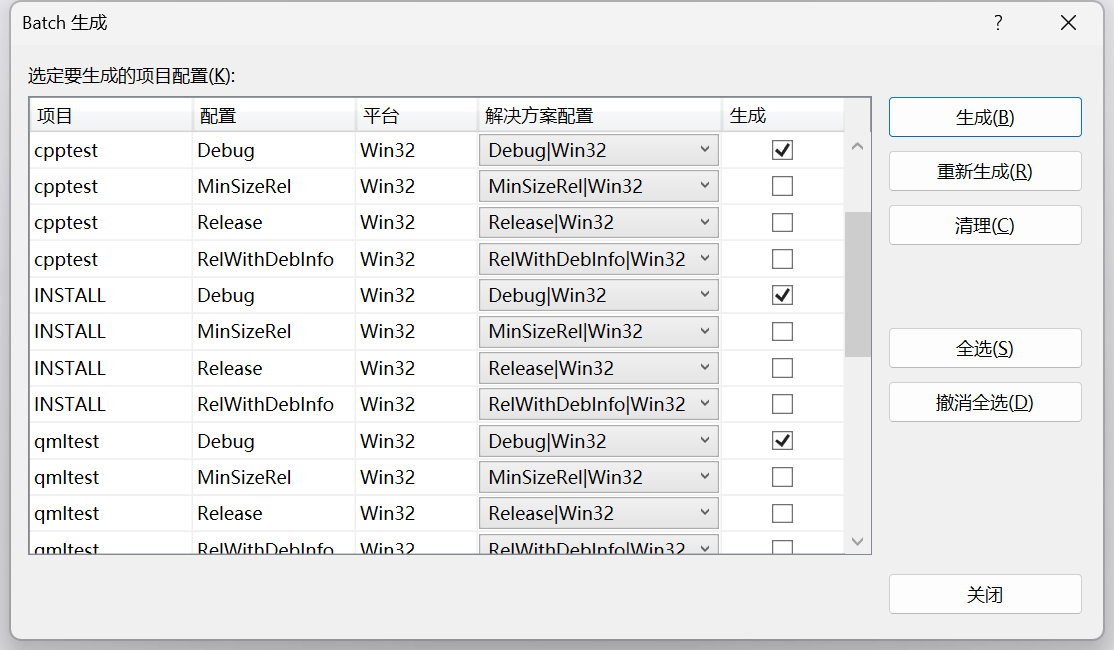 Batch 生成
选定要生成的项目配置(K):
项目 配置 平台 解决方案配置 生成
cpptest Debug Win32 Debug|Win32
cpptest MinSizeRel Win32 MinSizeRel|Win32
cpptest Release Win32 Release|Win32
cpptest RelWithDebInfo Win32 RelWithDebInfo|Win32
INSTALL Debug Win32 Debug|Win32
INSTALL MinSizeRel Win32 MinSizeRel|Win32
INSTALL Release Win32 Release|Win32
INSTALL RelWithDebInfo Win32 RelWithDebInfo|Win32
qmltest Debug Win32 Debug|Win32
qmltest MinSizeRel Win32 MinSizeRel|Win32
qmltest Release Win32 Release|Win32
qmltest RelWithDebInfo Win32 RelWithDebInfo|Win32
生成(B)
重新生成(R)
清理(C)
全选(S)
撤消全选(D)
关闭